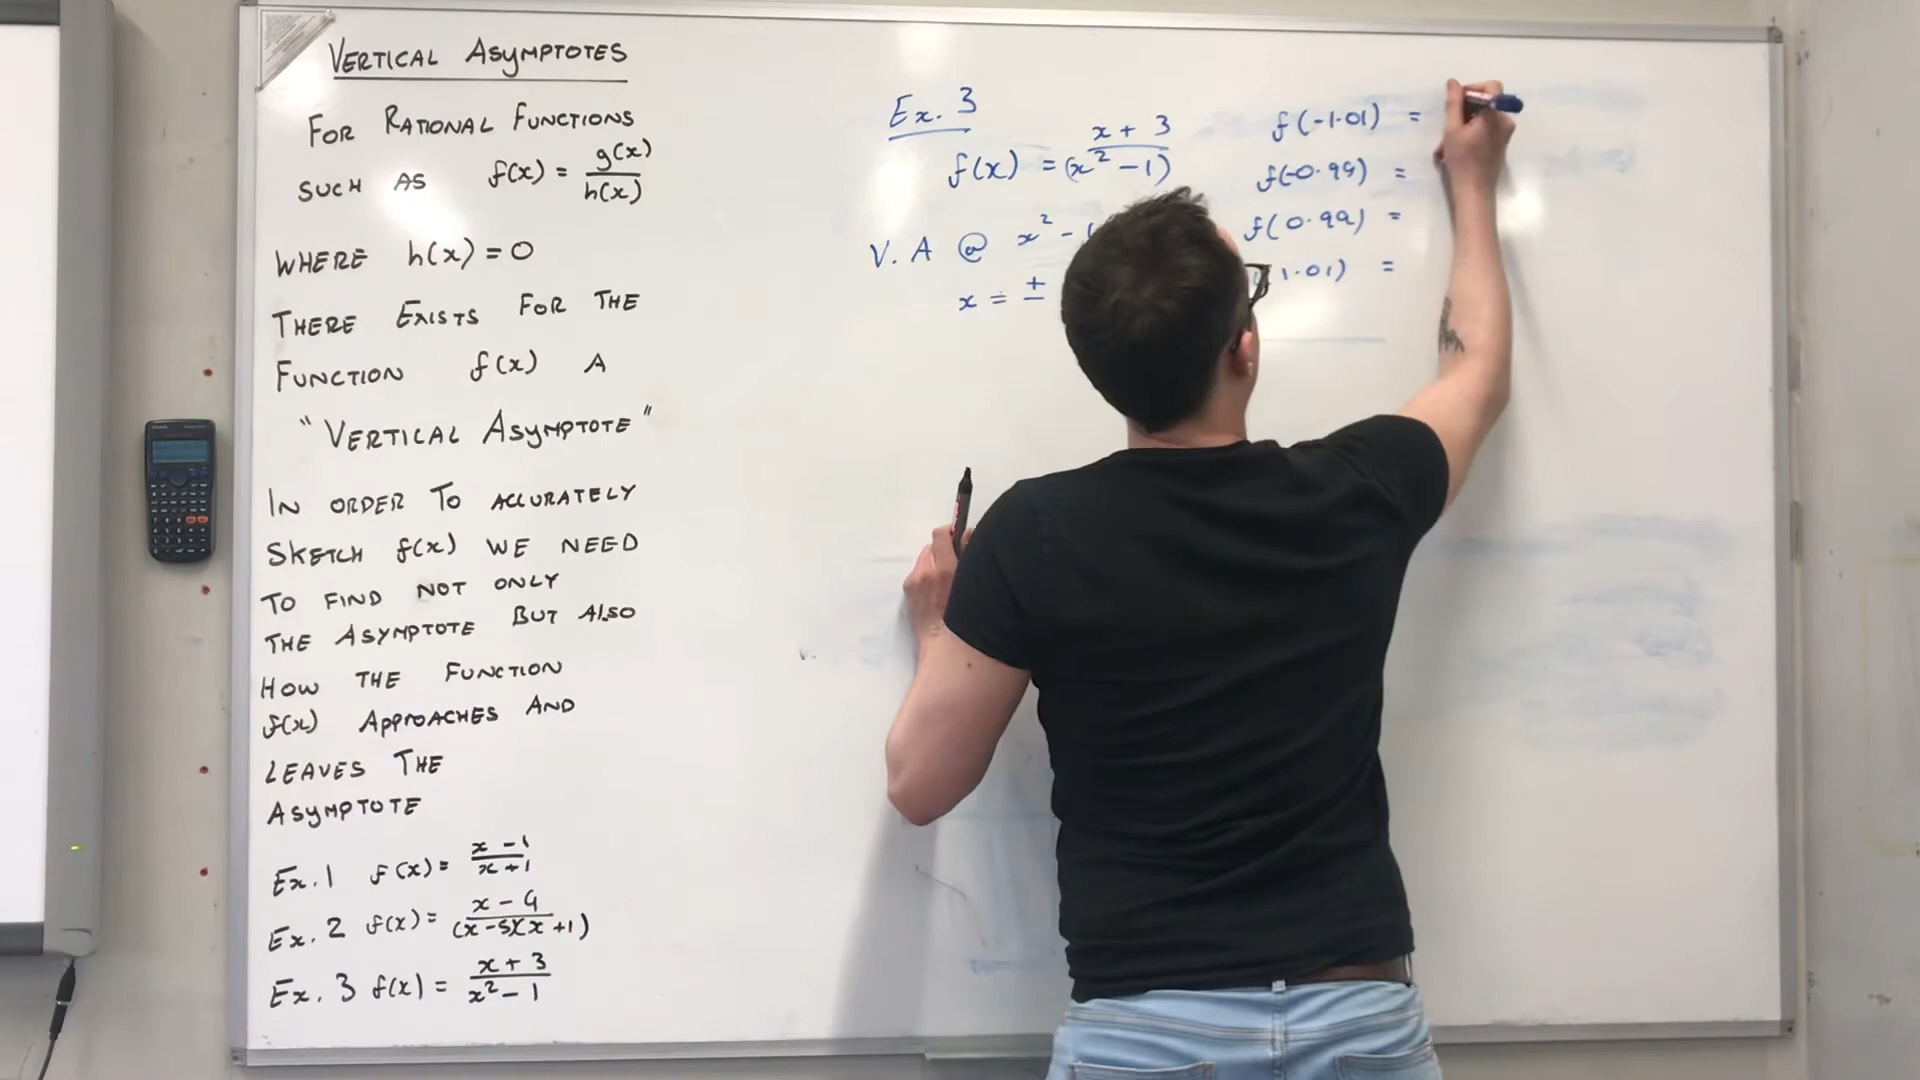 VERTICAL ASYMPTOTES
FOR RATIONAL FUNCTIONS
SUCH AS f(x) = g(x)/h(x)
WHERE h(x) = 0
THERE EXISTS FOR THE
FUNCTION f(x) A
"VERTICAL ASYMPTOTE"
IN ORDER TO ACCURATELY
SKETCH f(x) WE NEED
TO FIND NOT ONLY
THE ASYMPTOTE BUT ALSO
HOW THE FUNCTION
f(x) APPROACHES AND
LEAVES THE
ASYMPTOTE
Ex. 1 f(x) = x - 1/x + 1
Ex. 2 f(x) = x - 9/(x - 5)(x + 1)
Ex. 3 f(x) = x + 3/x² - 1
Ex. 3
f(x) = x + 3/(x² - 1)
V. A @ x² -
x = ±
f(-1.01) =
f(-0.99) =
f(0.99) =
(1.01) =